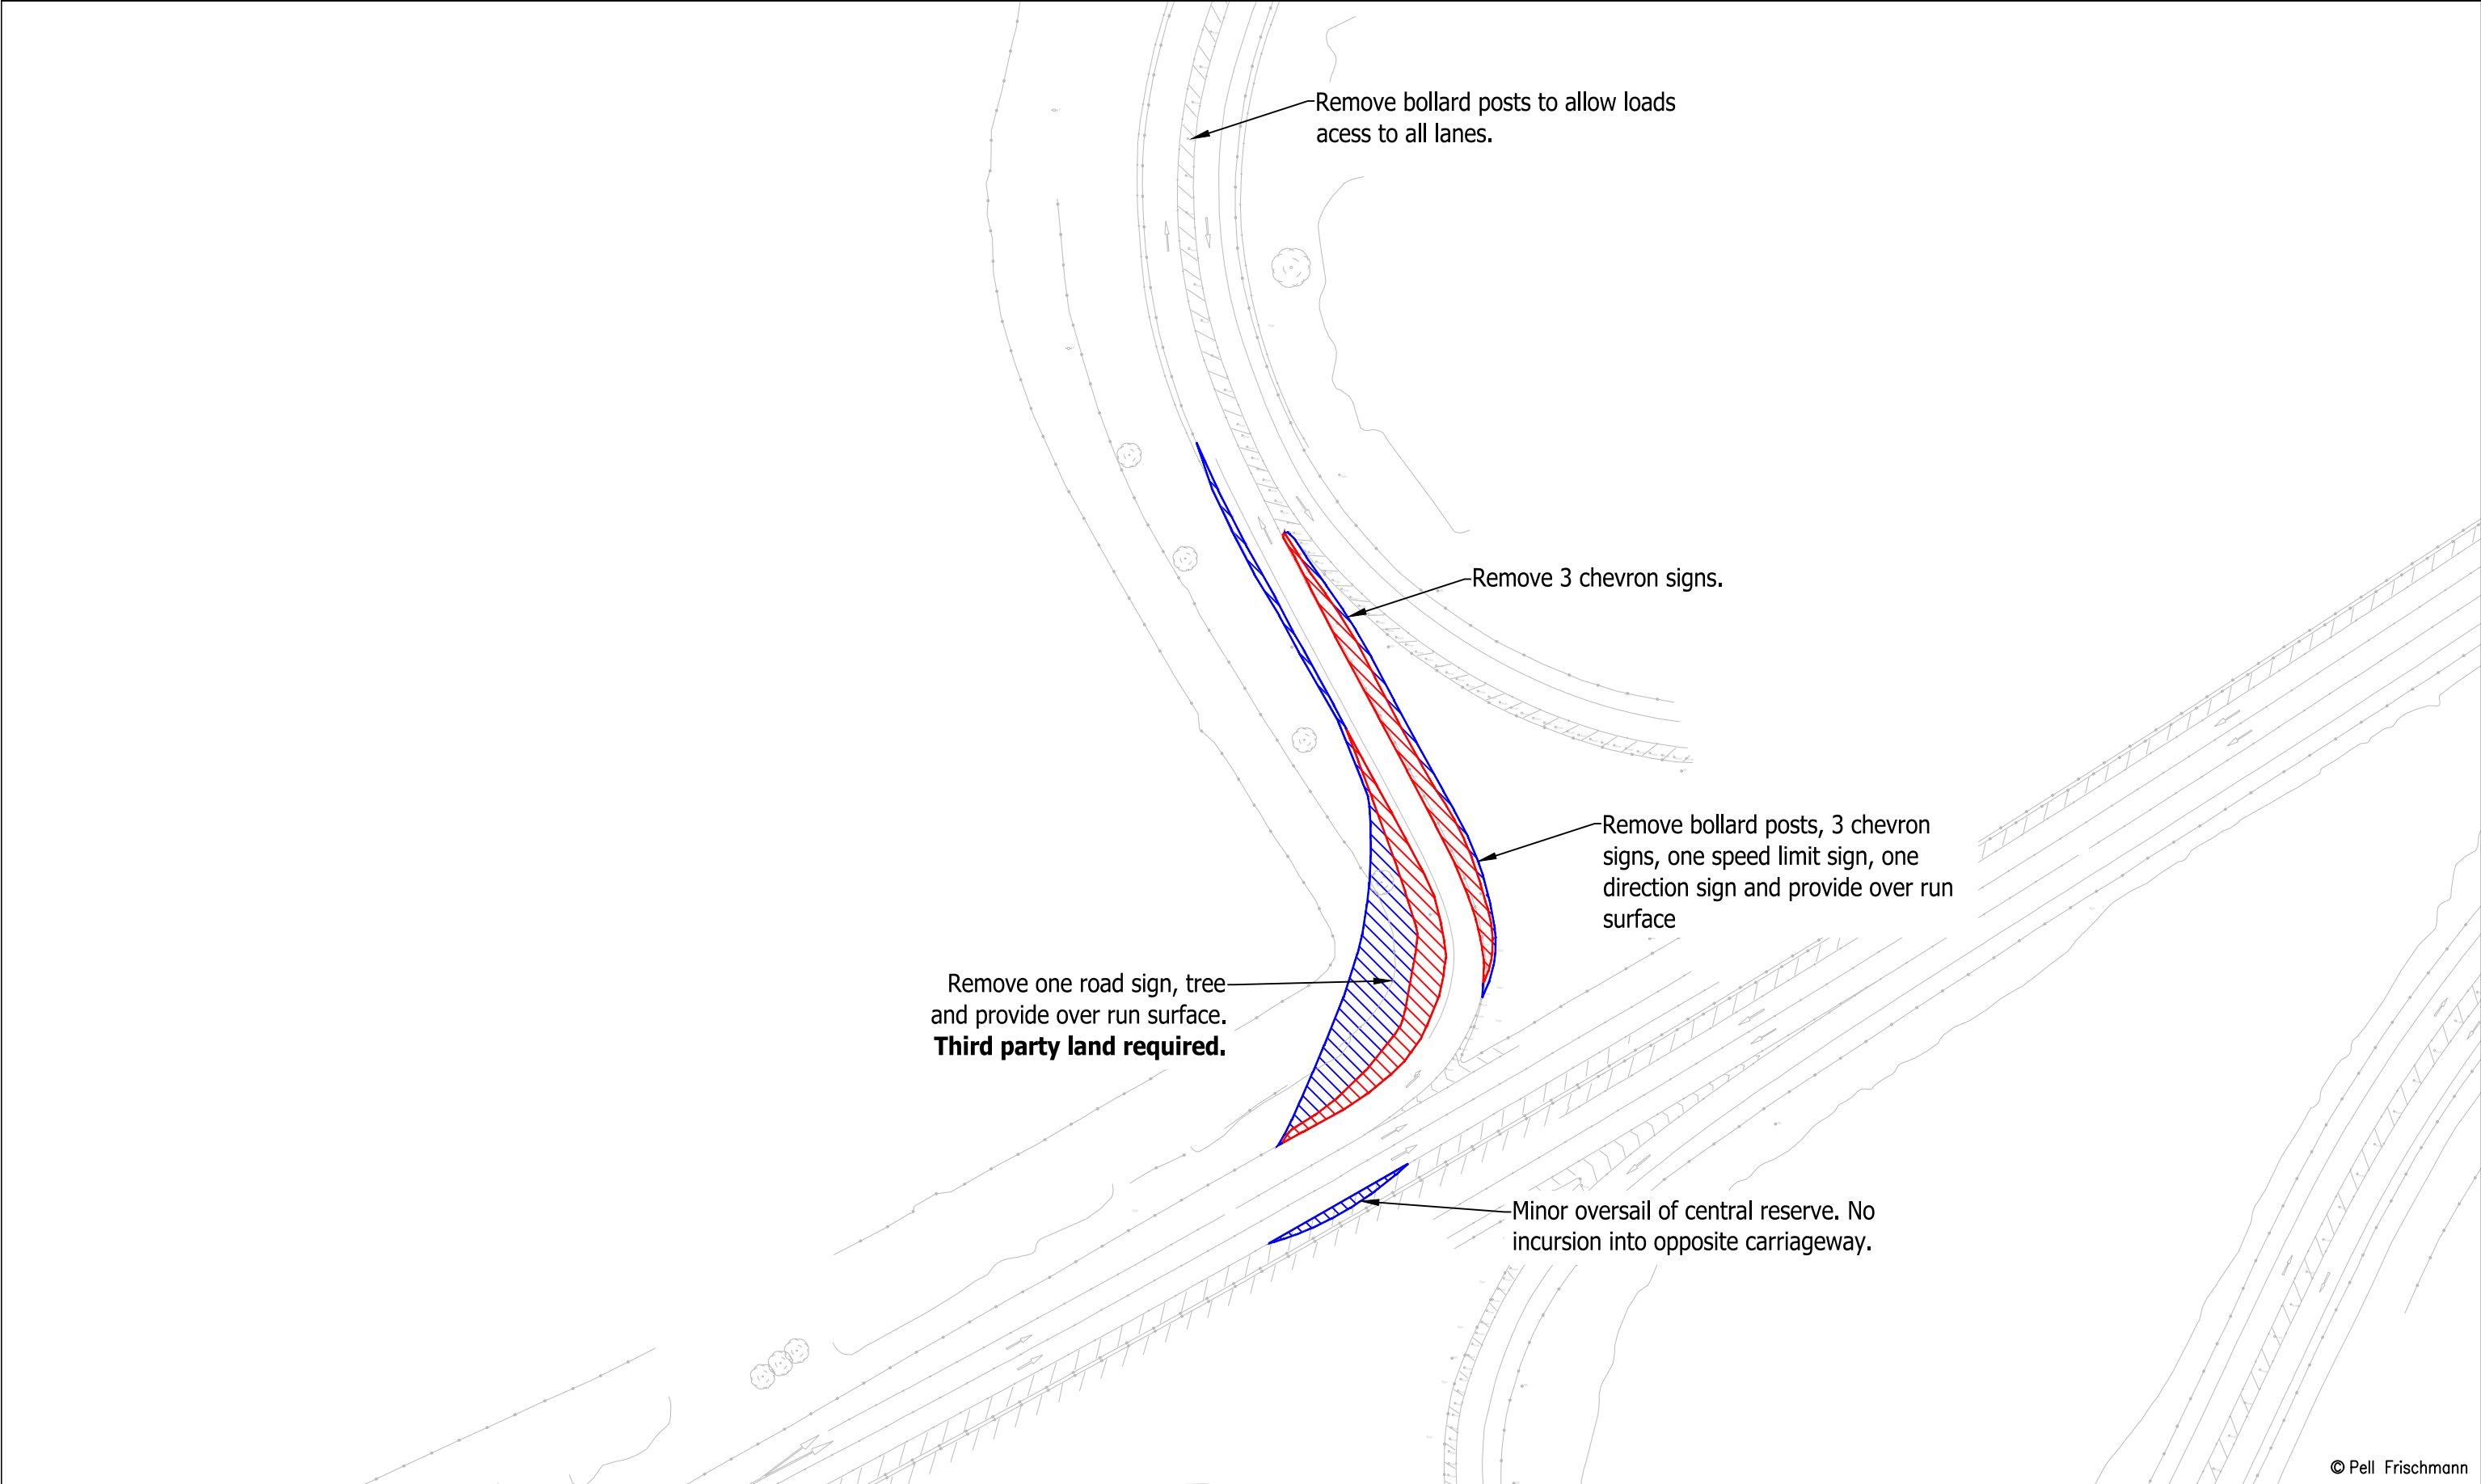 Remove bollard posts to allow loads
acess to all lanes.
Remove 3 chevron signs.
Remove bollard posts, 3 chevron
signs, one speed limit sign, one
direction sign and provide over run
surface
Remove one road sign, tree
and provide over run surface.
Third party land required.
Minor oversail of central reserve. No
incursion into opposite carriageway.
© Pell Frischmann